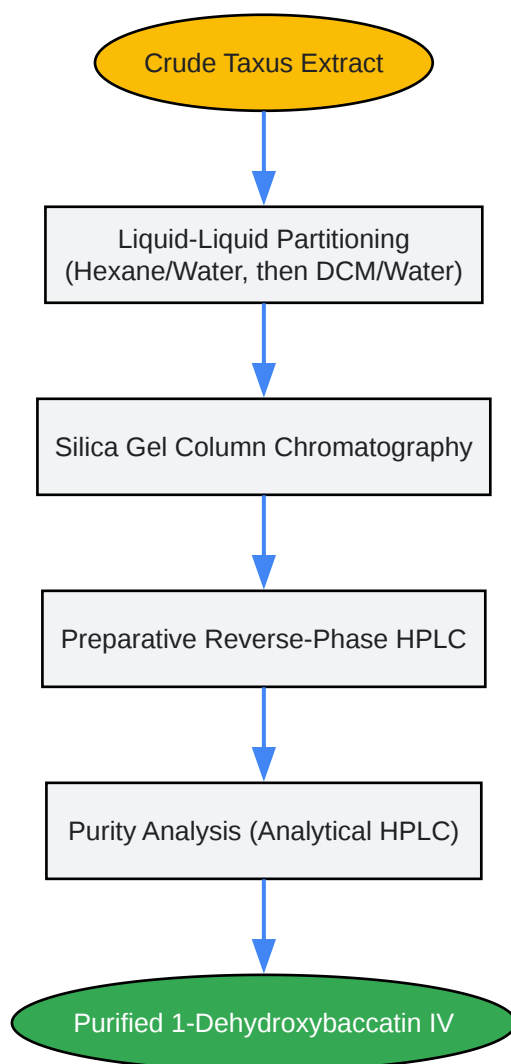 Crude Taxus Extract
Liquid-Liquid Partitioning
(Hexane/Water, then DCM/Water)
Silica Gel Column Chromatography
Preparative Reverse-Phase HPLC
Purity Analysis (Analytical HPLC)
Purified 1-Dehydroxybaccatin IV